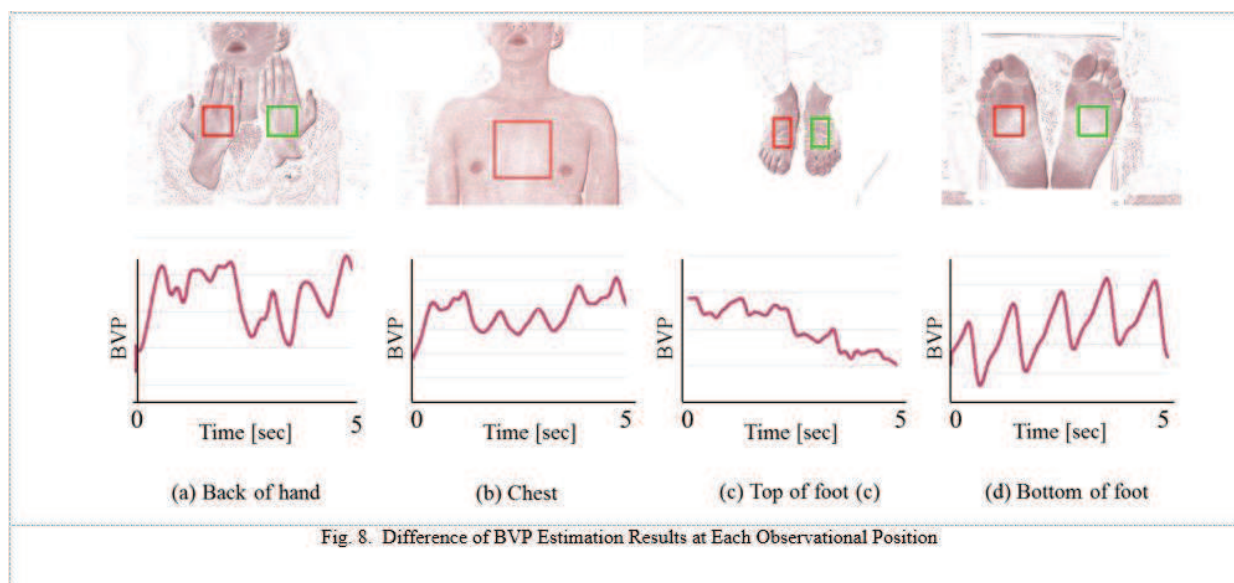 BVP
0
5
Time [sec]
(a) Back of hand
BVP
0
5
Time [sec]
(b) Chest
BVP
0
5
Time [sec]
(c) Top of foot (c)
BVP
0
5
Time [sec]
(d) Bottom of foot
Fig. 8. Difference of BVP Estimation Results at Each Observational Position